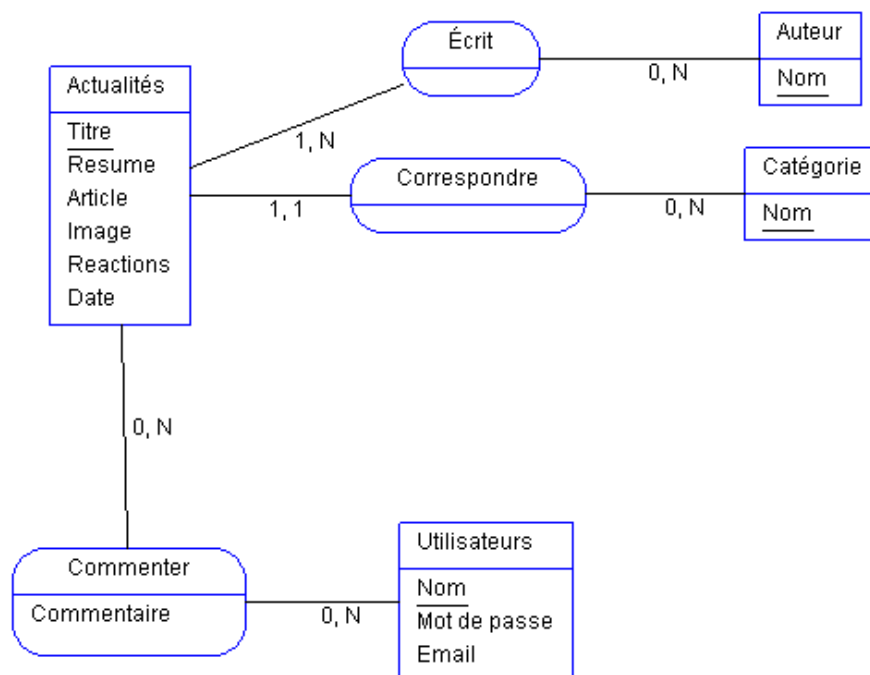 Écrit
Auteur
Nom
0, N
1, N
Actualités
Titre
Resume
Article
Image
Reactions
Date
Correspondre
1, 1
0, N
Catégorie
Nom
0, N
Commenter
Commentaire
0, N
Utilisateurs
Nom
Mot de passe
Email